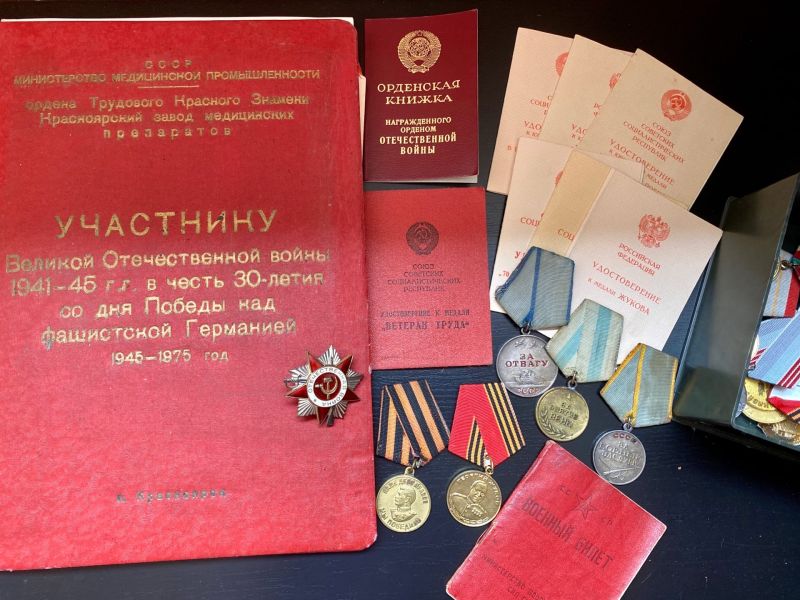 СССР
МИНИСТЕРСТВО МЕДИЦИНСКОЙ ПРОМЫШЛЕННОСТИ
ордена Трудового Красного Знамени
Красноярский завод медицинских
препаратов
УЧАСТНИКУ
Великой Отечественной войны
1941-45 г.г. в честь 30-летия
со дня Победы над
фашистской Германией
1945-1975 год
г. Красноярск
ОРДЕНСКАЯ
КНИЖКА
НАГРАЖДЕННОГО
ОРДЕНОМ
ОТЕЧЕСТВЕННОЙ
ВОЙНЫ
СОЮЗ
СОВЕТСКИХ
СОЦИАЛИСТИЧЕСКИХ
РЕСПУБЛИК
УДОСТОВЕРЕНИЕ К МЕДАЛИ
"ВЕТЕРАН ТРУДА"
СОЮЗ
СОВЕТСКИХ
СОЦИАЛИСТИЧЕСКИХ
РЕСПУБЛИК
УДОСТОВЕРЕНИЕ
РОССИЙСКАЯ
ФЕДЕРАЦИЯ
УДОСТОВЕРЕНИЕ
К МЕДАЛИ ЖУКОВА
ЗА
ОТВАГУ
СССР
ВОЕННЫЙ БИЛЕТ